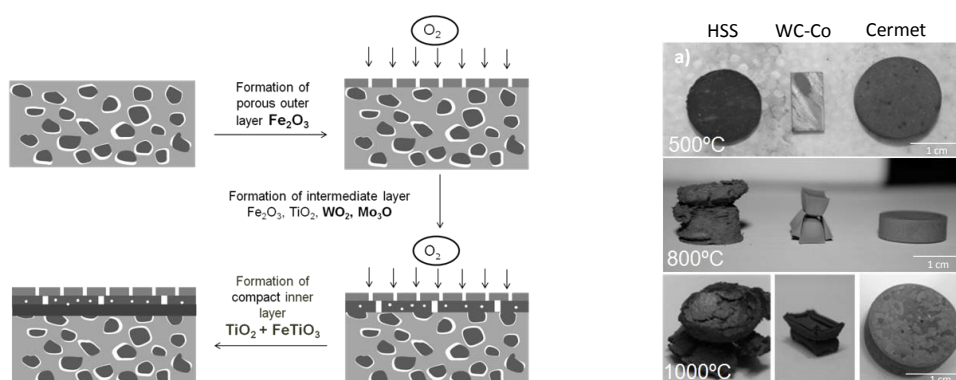 O₂
Formation of
porous outer
layer Fe₂O₃
Formation of intermediate layer
Fe₂O₃, TiO₂, WO₂, Mo₃O
O₂
Formation of
compact inner
layer
TiO₂ + FeTiO₃
HSS WC-Co Cermet
a)
500ºC
1 cm
800ºC
1 cm
1000ºC
1 cm